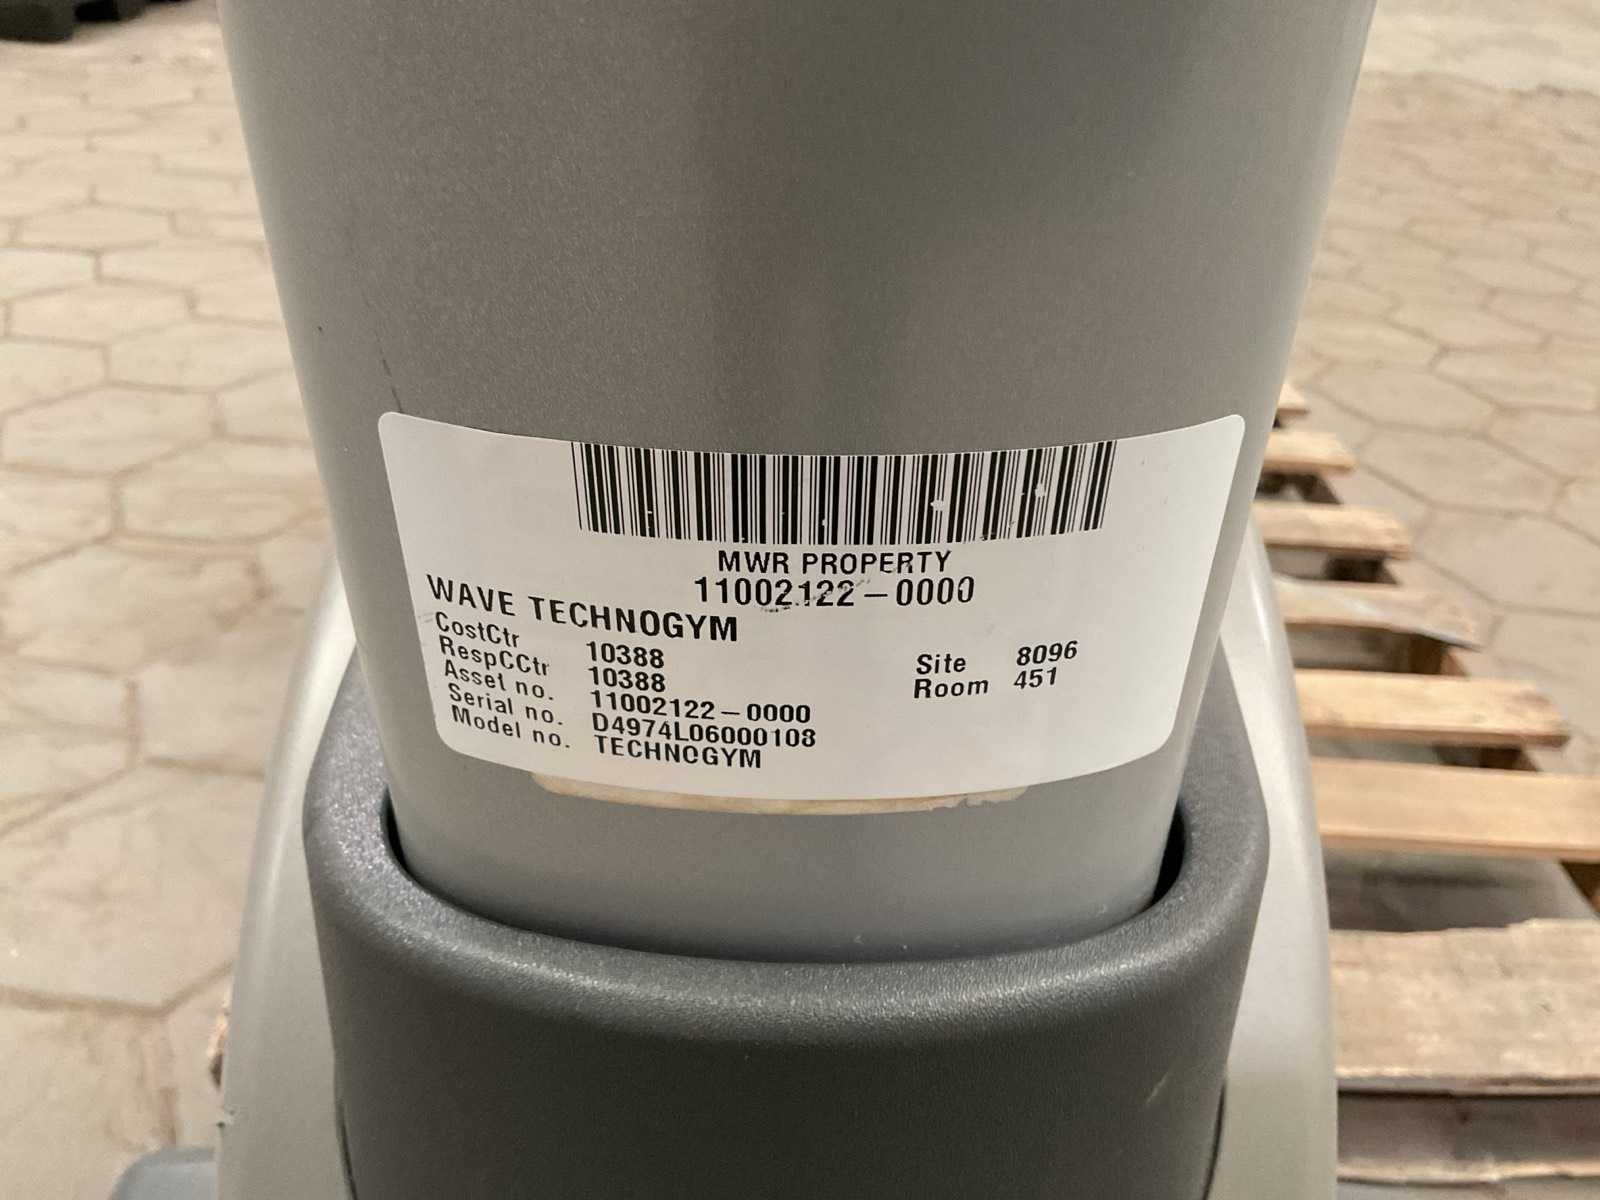 MWR PROPERTY
11002122-0000
WAVE TECHNOGYM
CostCtr 10388
RespCCtr 10388 Site 8096
Asset no. 11002122-0000 Room 451
Serial no. D4974L06000108
Model no. TECHNOGYM